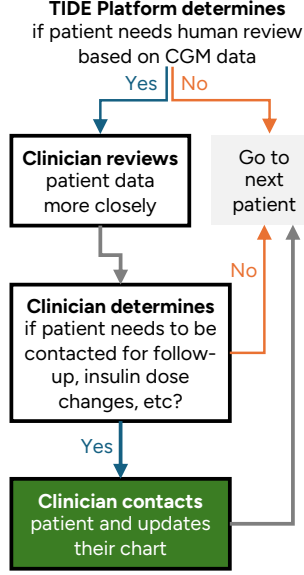 TIDE Platform determines
if patient needs human review
based on CGM data
Yes
No
Clinician reviews
patient data
more closely
Go to
next
patient
No
Clinician determines
if patient needs to be
contacted for follow-
up, insulin dose
changes, etc?
Yes
Clinician contacts
patient and updates
their chart